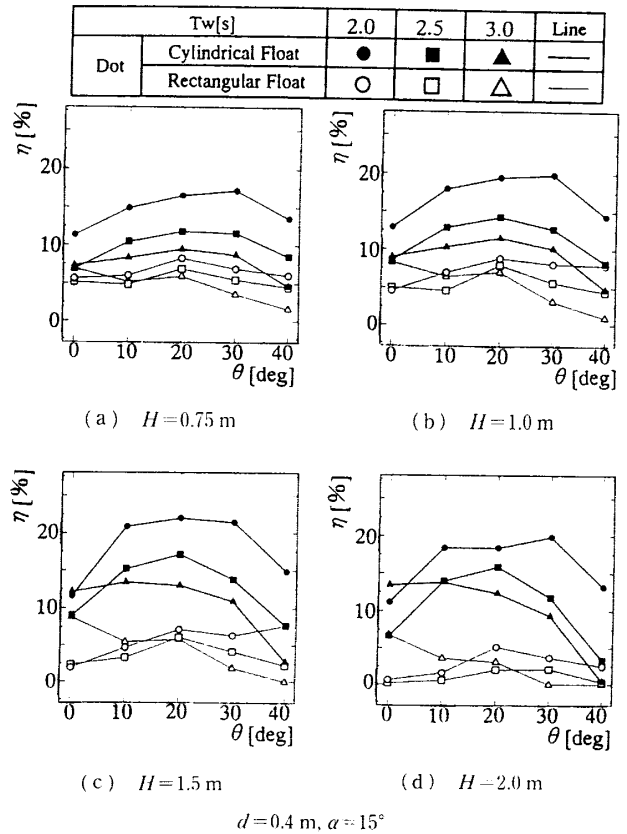 Tw[s] 2.0 2.5 3.0 Line
Dot Cylindrical Float ● ■ ▲ —
Rectangular Float ○ □ △ —
η [%]
20
10
0
0 10 20 30 40
θ [deg]
(a) H=0.75 m
η [%]
20
10
0
0 10 20 30 40
θ [deg]
(b) H=1.0 m
η [%]
20
10
0
0 10 20 30 40
θ [deg]
(c) H=1.5 m
η [%]
20
10
0
0 10 20 30 40
θ [deg]
(d) H=2.0 m
d=0.4 m, α=15°